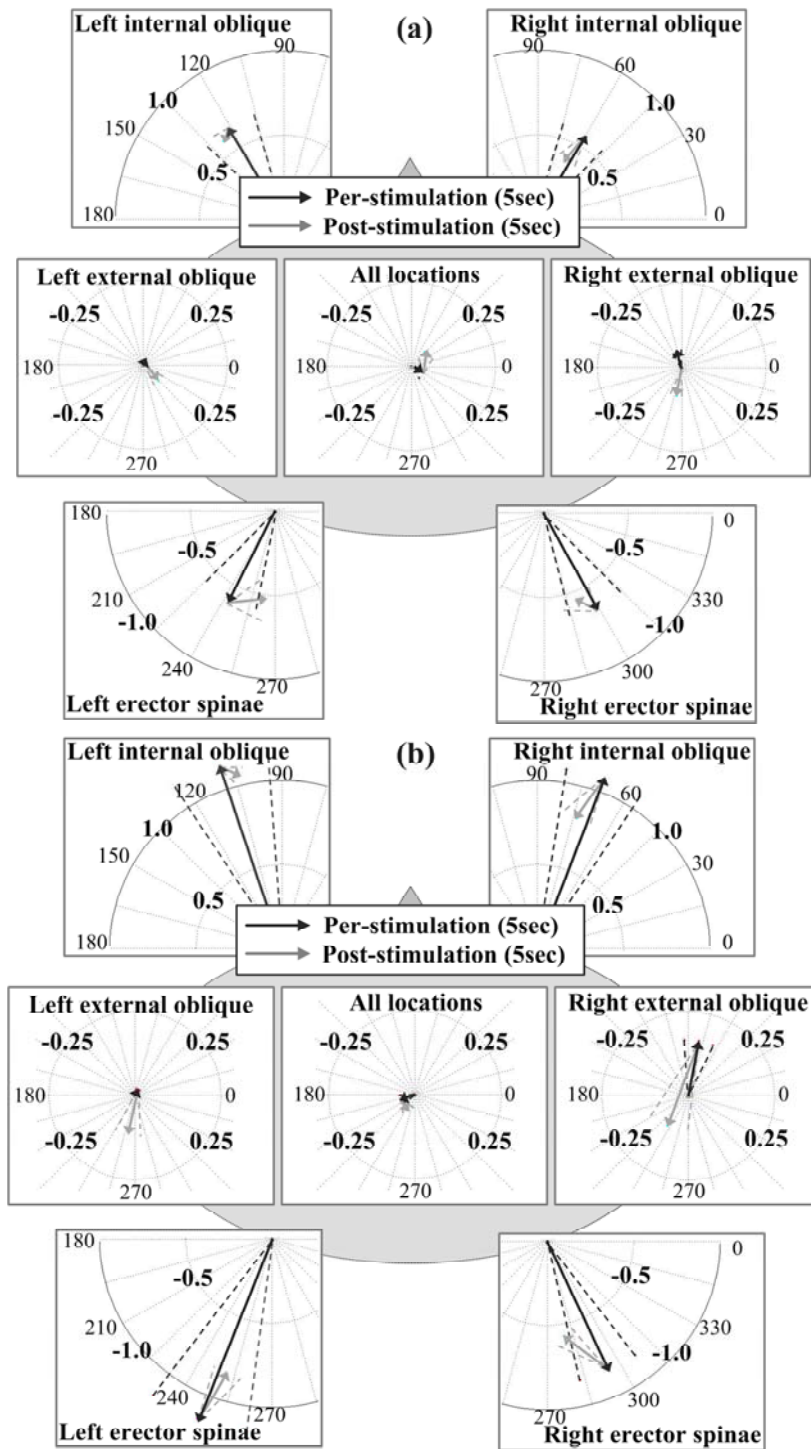 Left internal oblique (a) Right internal oblique
90 90
120 60
1.0 1.0
150 30
0.5 0.5
180 0
Per-stimulation (5sec)
Post-stimulation (5sec)
Left external oblique All locations Right external oblique
-0.25 0.25 -0.25 0.25 -0.25 0.25
180 0 180 0 180 0
-0.25 0.25 -0.25 0.25 -0.25 0.25
270 270 270
180 0
-0.5 -0.5
210 330
-1.0 -1.0
240 300
270 270
Left erector spinae Right erector spinae
Left internal oblique (b) Right internal oblique
90 90
120 60
1.0 1.0
150 30
0.5 0.5
180 0
Per-stimulation (5sec)
Post-stimulation (5sec)
Left external oblique All locations Right external oblique
-0.25 0.25 -0.25 0.25 -0.25 0.25
180 0 180 0 180 0
-0.25 0.25 -0.25 0.25 -0.25 0.25
270 270 270
180 0
-0.5 -0.5
210 330
-1.0 -1.0
240 300
270 270
Left erector spinae Right erector spinae